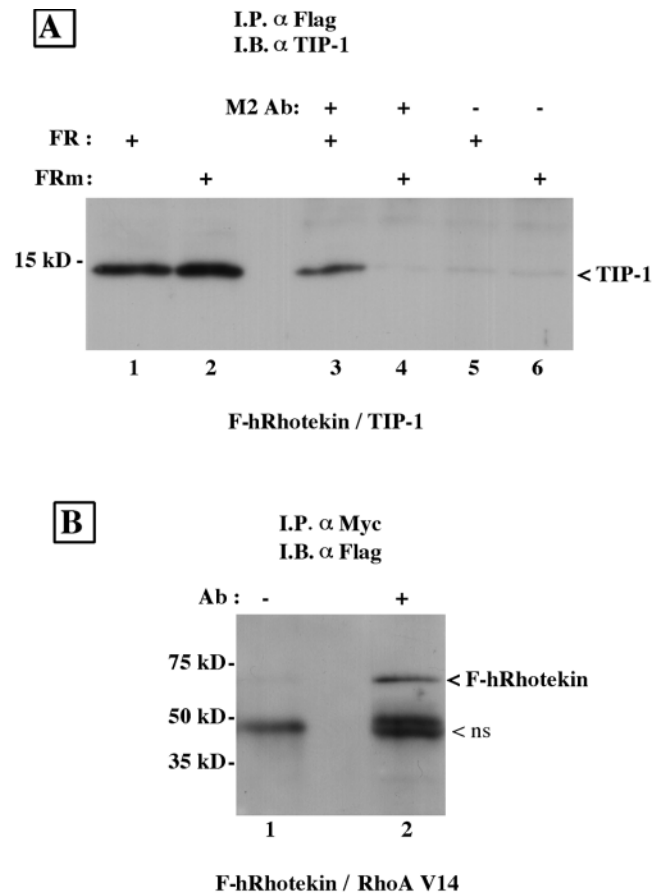 A
I.P. α Flag
I.B. α TIP-1
M2 Ab: + + - -
FR : + + +
FRm: + + +
15 kD -
< TIP-1
1 2 3 4 5 6
F-hRhotekin / TIP-1
B
I.P. α Myc
I.B. α Flag
Ab : - +
75 kD-
< F-hRhotekin
50 kD-
< ns
35 kD-
1 2
F-hRhotekin / RhoA V14